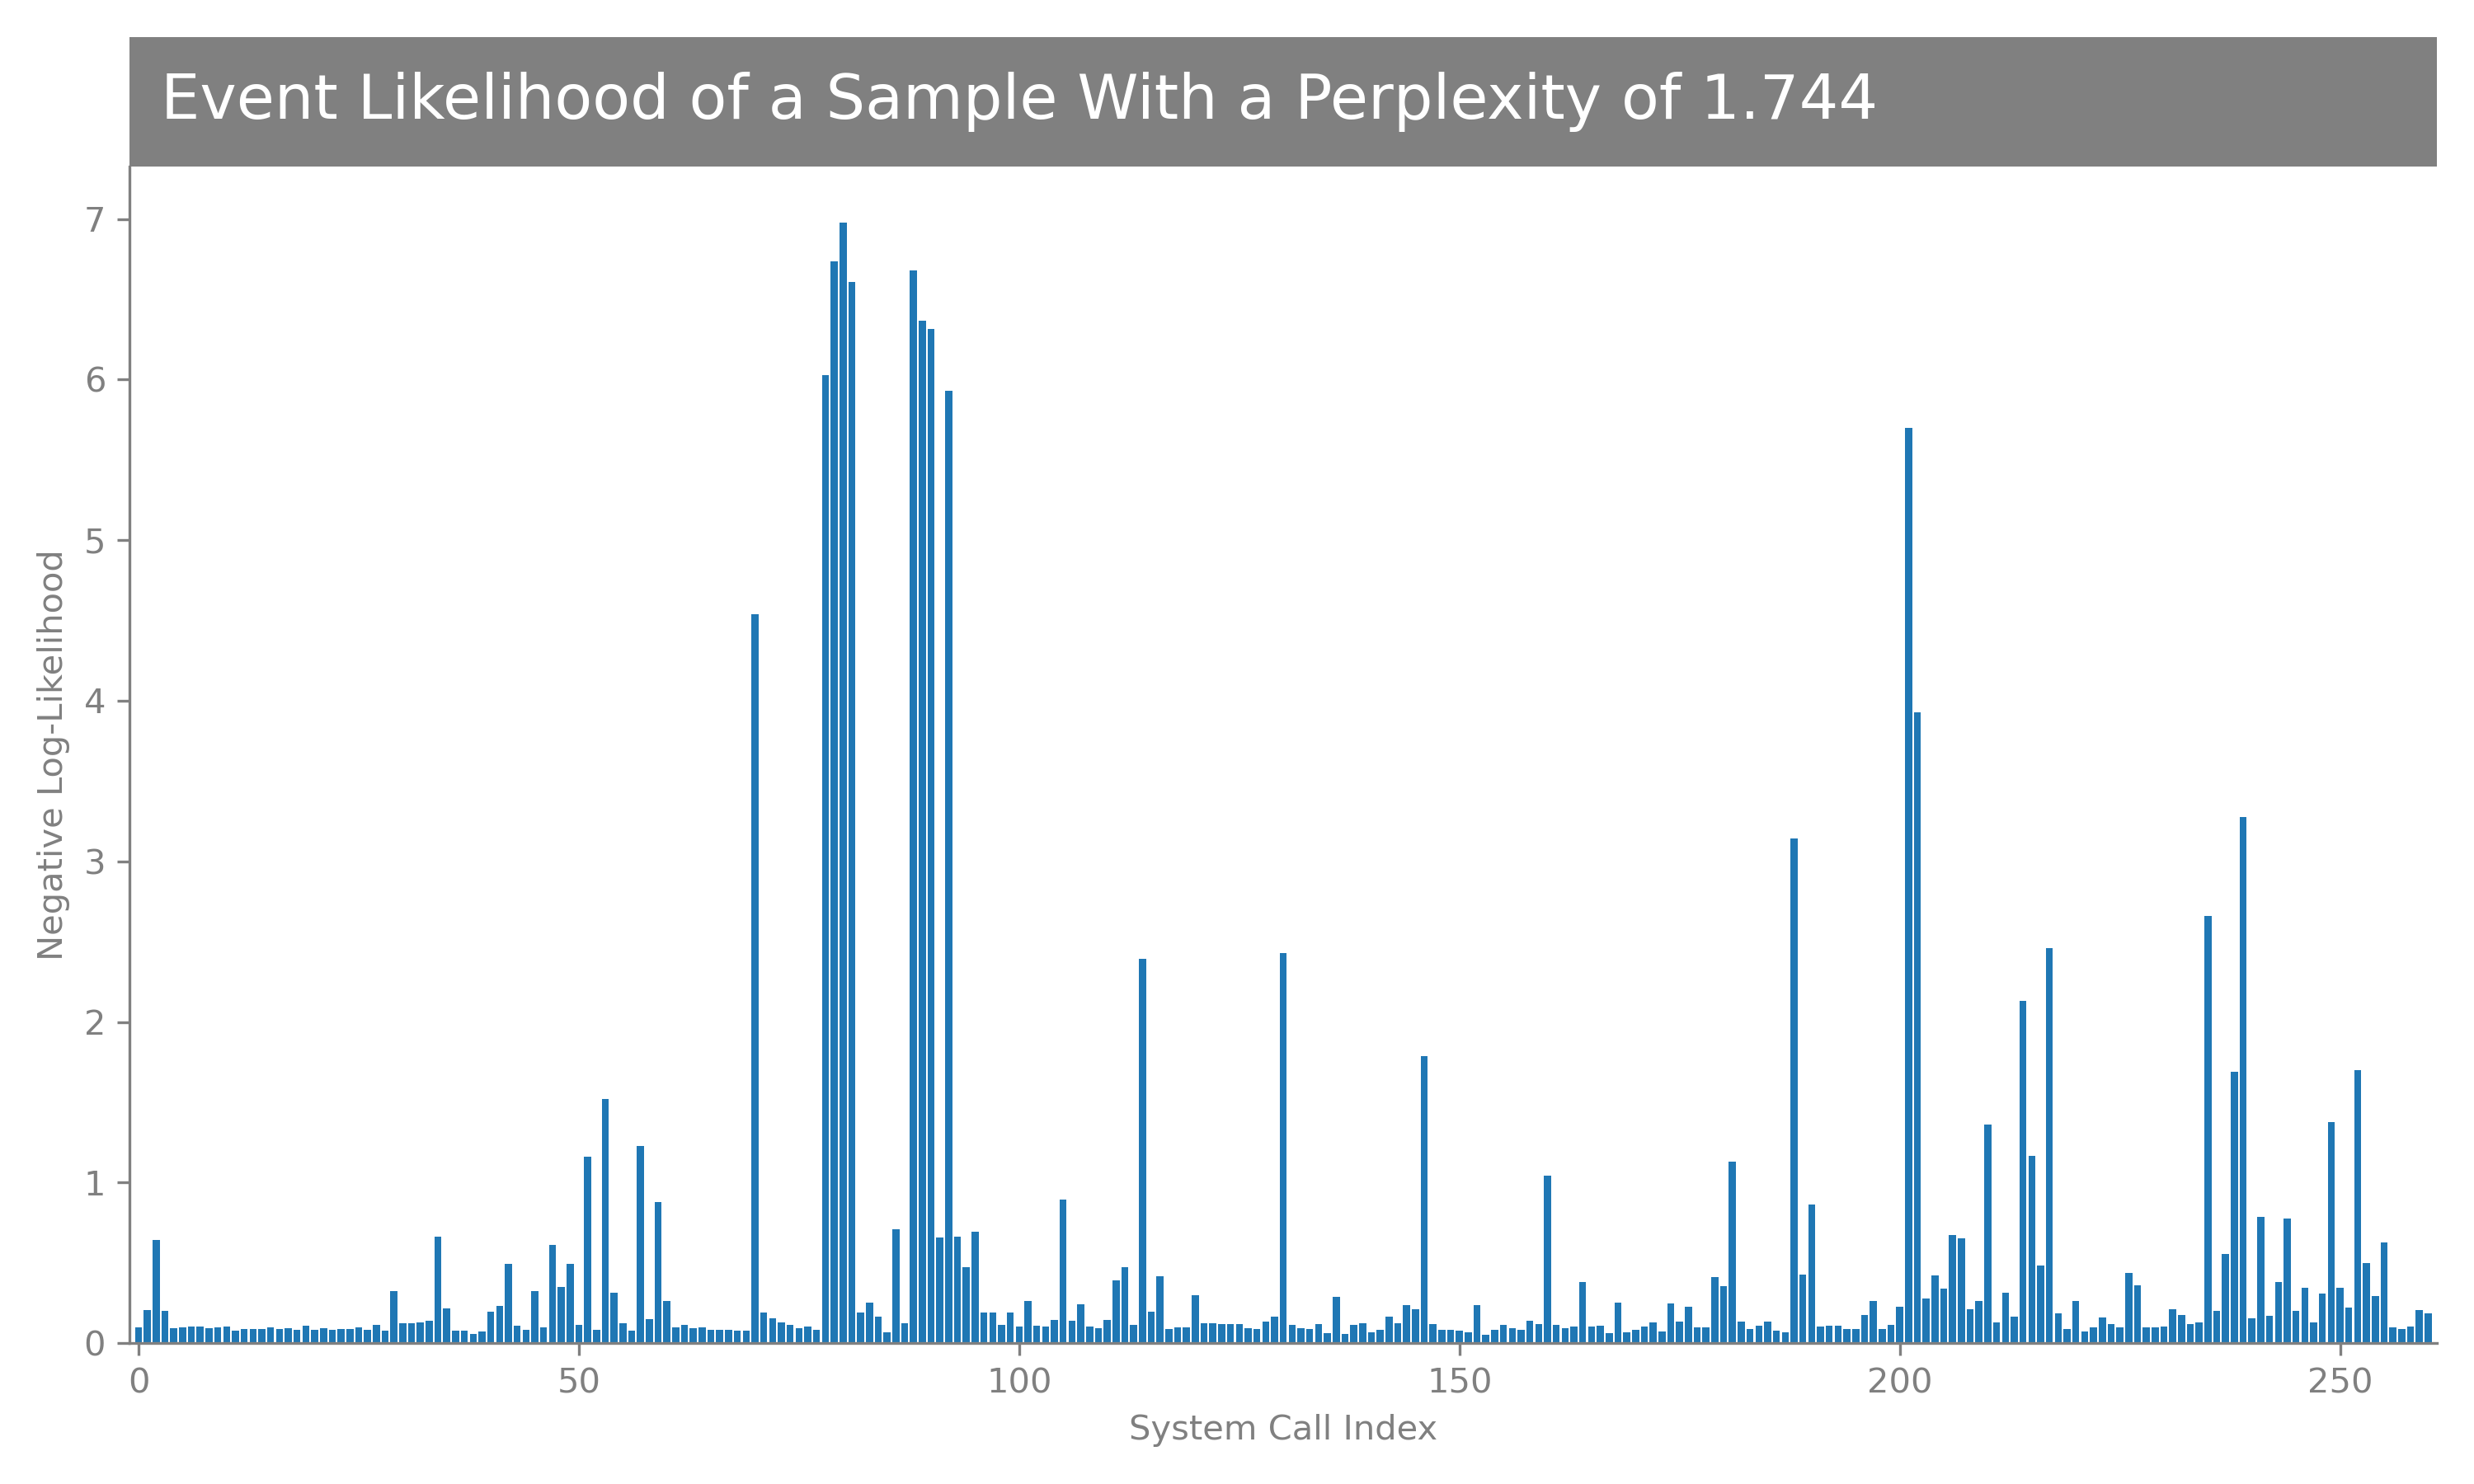 Event Likelihood of a Sample With a Perplexity of 1.744
7
6
5
4
3
2
1
0
Negative Log-Likelihood
0 50 100 150 200 250
System Call Index